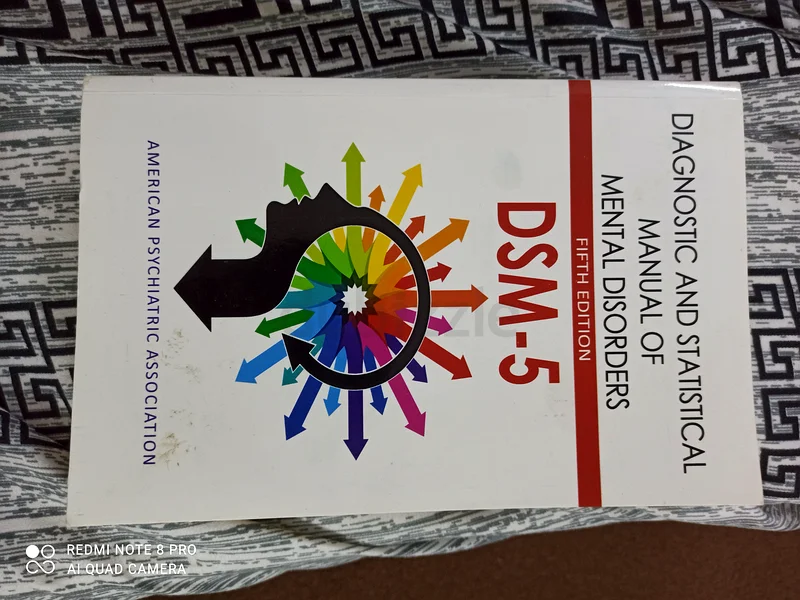 DIAGNOSTIC AND STATISTICAL
MANUAL OF
MENTAL DISORDERS
FIFTH EDITION
DSM-5
AMERICAN PSYCHIATRIC ASSOCIATION
REDMI NOTE 8 PRO
AI QUAD CAMERA